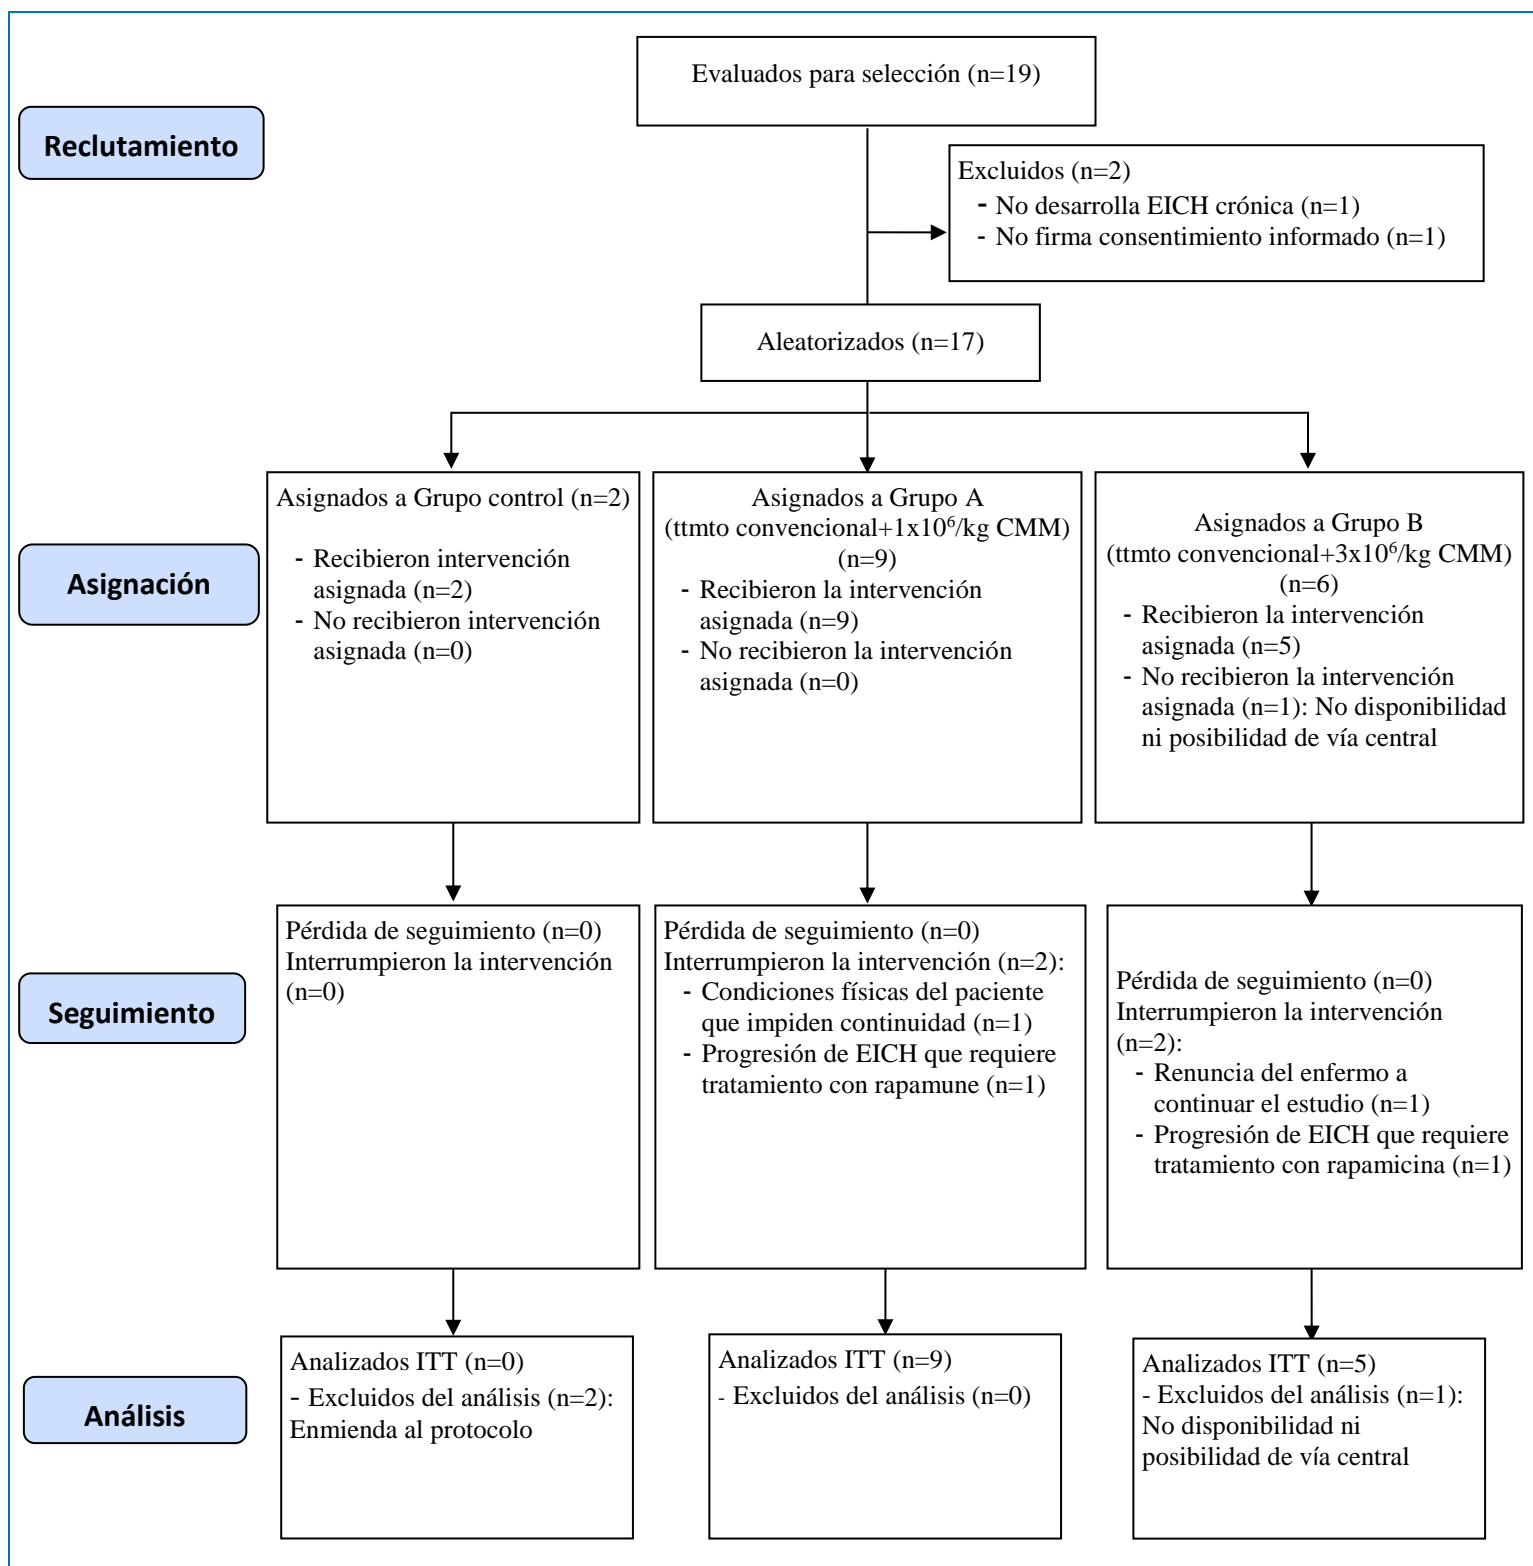 Evaluados para selección (n=19)
Reclutamiento
Excluidos (n=2)
- No desarrolla EICH crónica (n=1)
- No firma consentimiento informado (n=1)
Aleatorizados (n=17)
Asignación
Asignados a Grupo control (n=2)
- Recibieron intervención
asignada (n=2)
- No recibieron intervención
asignada (n=0)
Asignados a Grupo A
(ttmto convencional+1x10⁶/kg CMM)
(n=9)
- Recibieron la intervención
asignada (n=9)
- No recibieron la intervención
asignada (n=0)
Asignados a Grupo B
(ttmto convencional+3x10⁶/kg CMM)
(n=6)
- Recibieron la intervención
asignada (n=5)
- No recibieron la intervención
asignada (n=1): No disponibilidad
ni posibilidad de vía central
Seguimiento
Pérdida de seguimiento (n=0)
Interrumpieron la intervención
(n=0)
Pérdida de seguimiento (n=0)
Interrumpieron la intervención (n=2):
- Condiciones físicas del paciente
que impiden continuidad (n=1)
- Progresión de EICH que requiere
tratamiento con rapamune (n=1)
Pérdida de seguimiento (n=0)
Interrumpieron la intervención
(n=2):
- Renuncia del enfermo a
continuar el estudio (n=1)
- Progresión de EICH que requiere
tratamiento con rapamicina (n=1)
Análisis
Analizados ITT (n=0)
- Excluidos del análisis (n=2):
Enmienda al protocolo
Analizados ITT (n=9)
- Excluidos del análisis (n=0)
Analizados ITT (n=5)
- Excluidos del análisis (n=1):
No disponibilidad ni
posibilidad de vía central